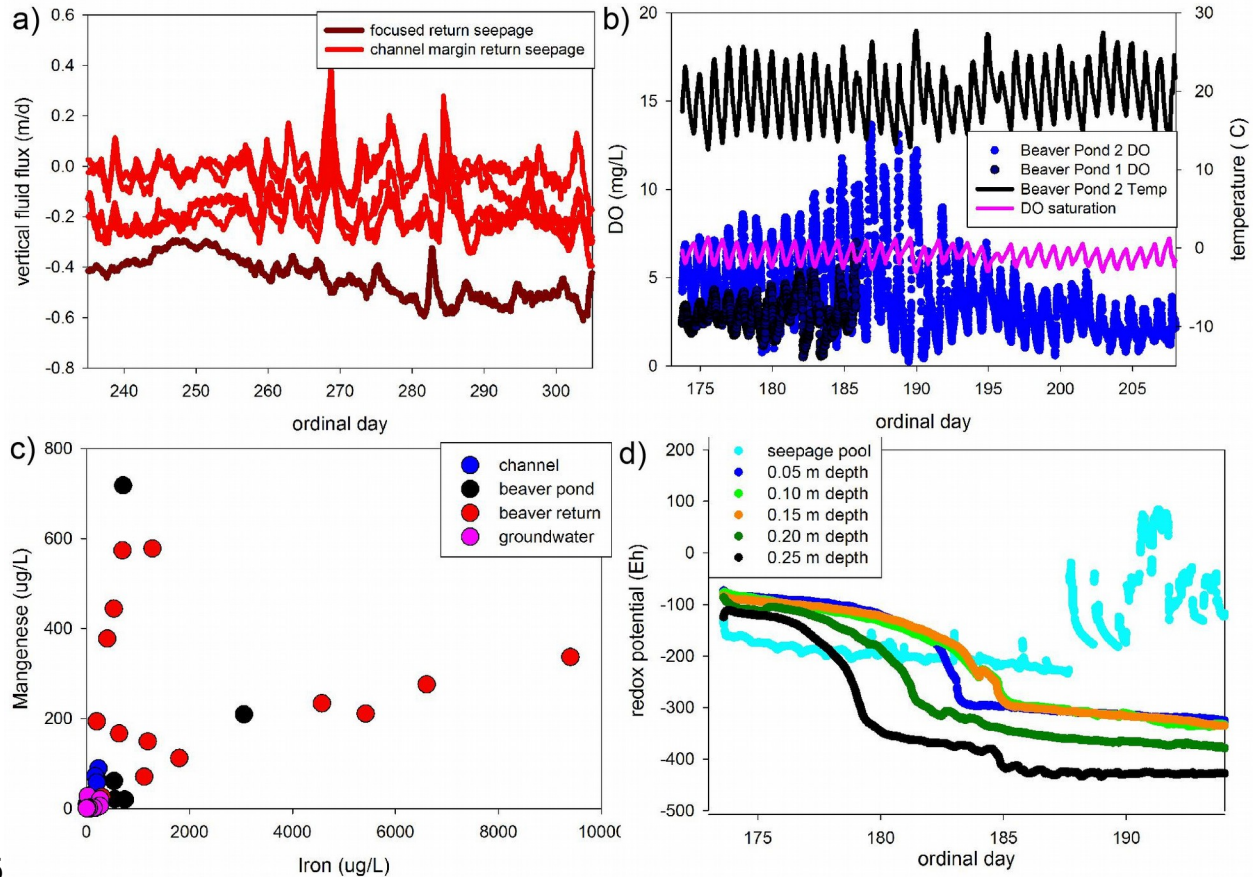 a)
0.6
0.4
0.2
0.0
-0.2
-0.4
-0.6
-0.8
vertical fluid flux (m/d)
focused return seepage
channel margin return seepage
240 250 260 270 280 290 300
ordinal day
b)
20
15
10
5
0
DO (mg/L)
30
20
10
0
-10
temperature ( C)
Beaver Pond 2 DO
Beaver Pond 1 DO
Beaver Pond 2 Temp
DO saturation
175 180 185 190 195 200 205
ordinal day
c)
800
600
400
200
0
Mangenese (ug/L)
channel
beaver pond
beaver return
groundwater
0 2000 4000 6000 8000 10000
Iron (ug/L)
d)
200
100
0
-100
-200
-300
-400
-500
redox potential (Eh)
seepage pool
0.05 m depth
0.10 m depth
0.15 m depth
0.20 m depth
0.25 m depth
175 180 185 190
ordinal day